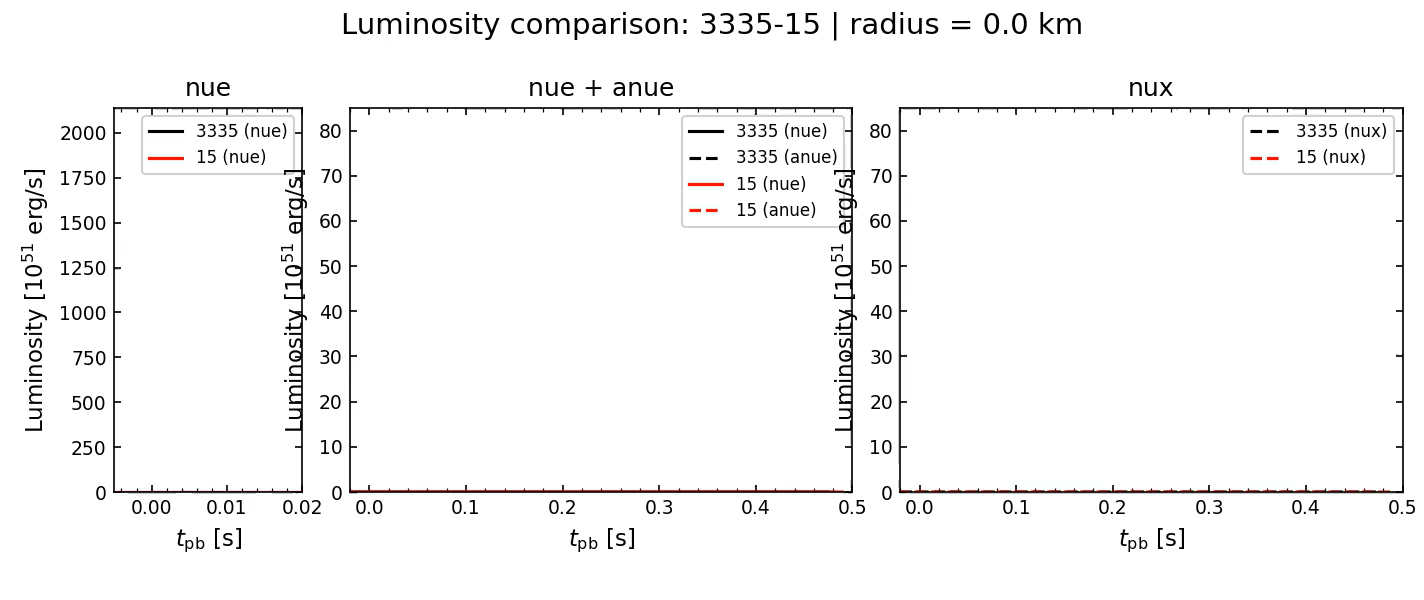 Luminosity comparison: 3335-15 | radius = 0.0 km
nue
Luminosity [10^51 erg/s]
2000
1750
1500
1250
1000
750
500
250
0
3335 (nue)
15 (nue)
0.00 0.01 0.02
t_pb [s]
nue + anue
Luminosity [10^51 erg/s]
80
70
60
50
40
30
20
10
0
3335 (nue)
3335 (anue)
15 (nue)
15 (anue)
0.0 0.1 0.2 0.3 0.4 0.5
t_pb [s]
nux
Luminosity [10^51 erg/s]
80
70
60
50
40
30
20
10
0
3335 (nux)
15 (nux)
0.0 0.1 0.2 0.3 0.4 0.5
t_pb [s]